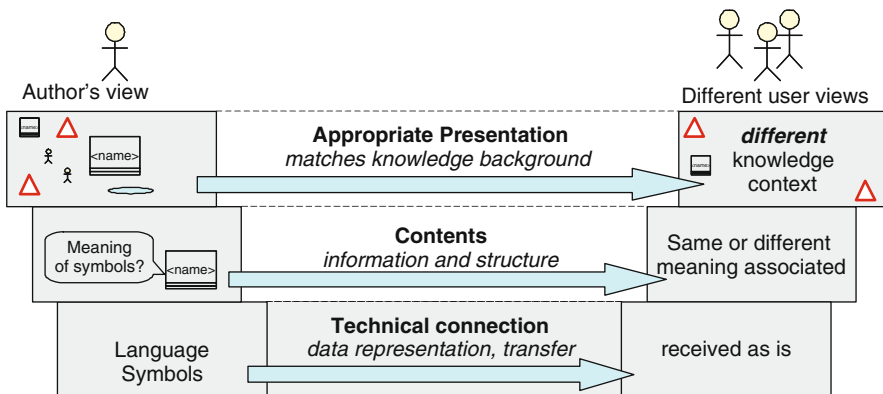 Author's view
Different user views
<name>
<name>
Appropriate Presentation
matches knowledge background
different
knowledge
context
Meaning
of symbols?
<name>
Contents
information and structure
Same or different
meaning associated
Language
Symbols
Technical connection
data representation, transfer
received as is